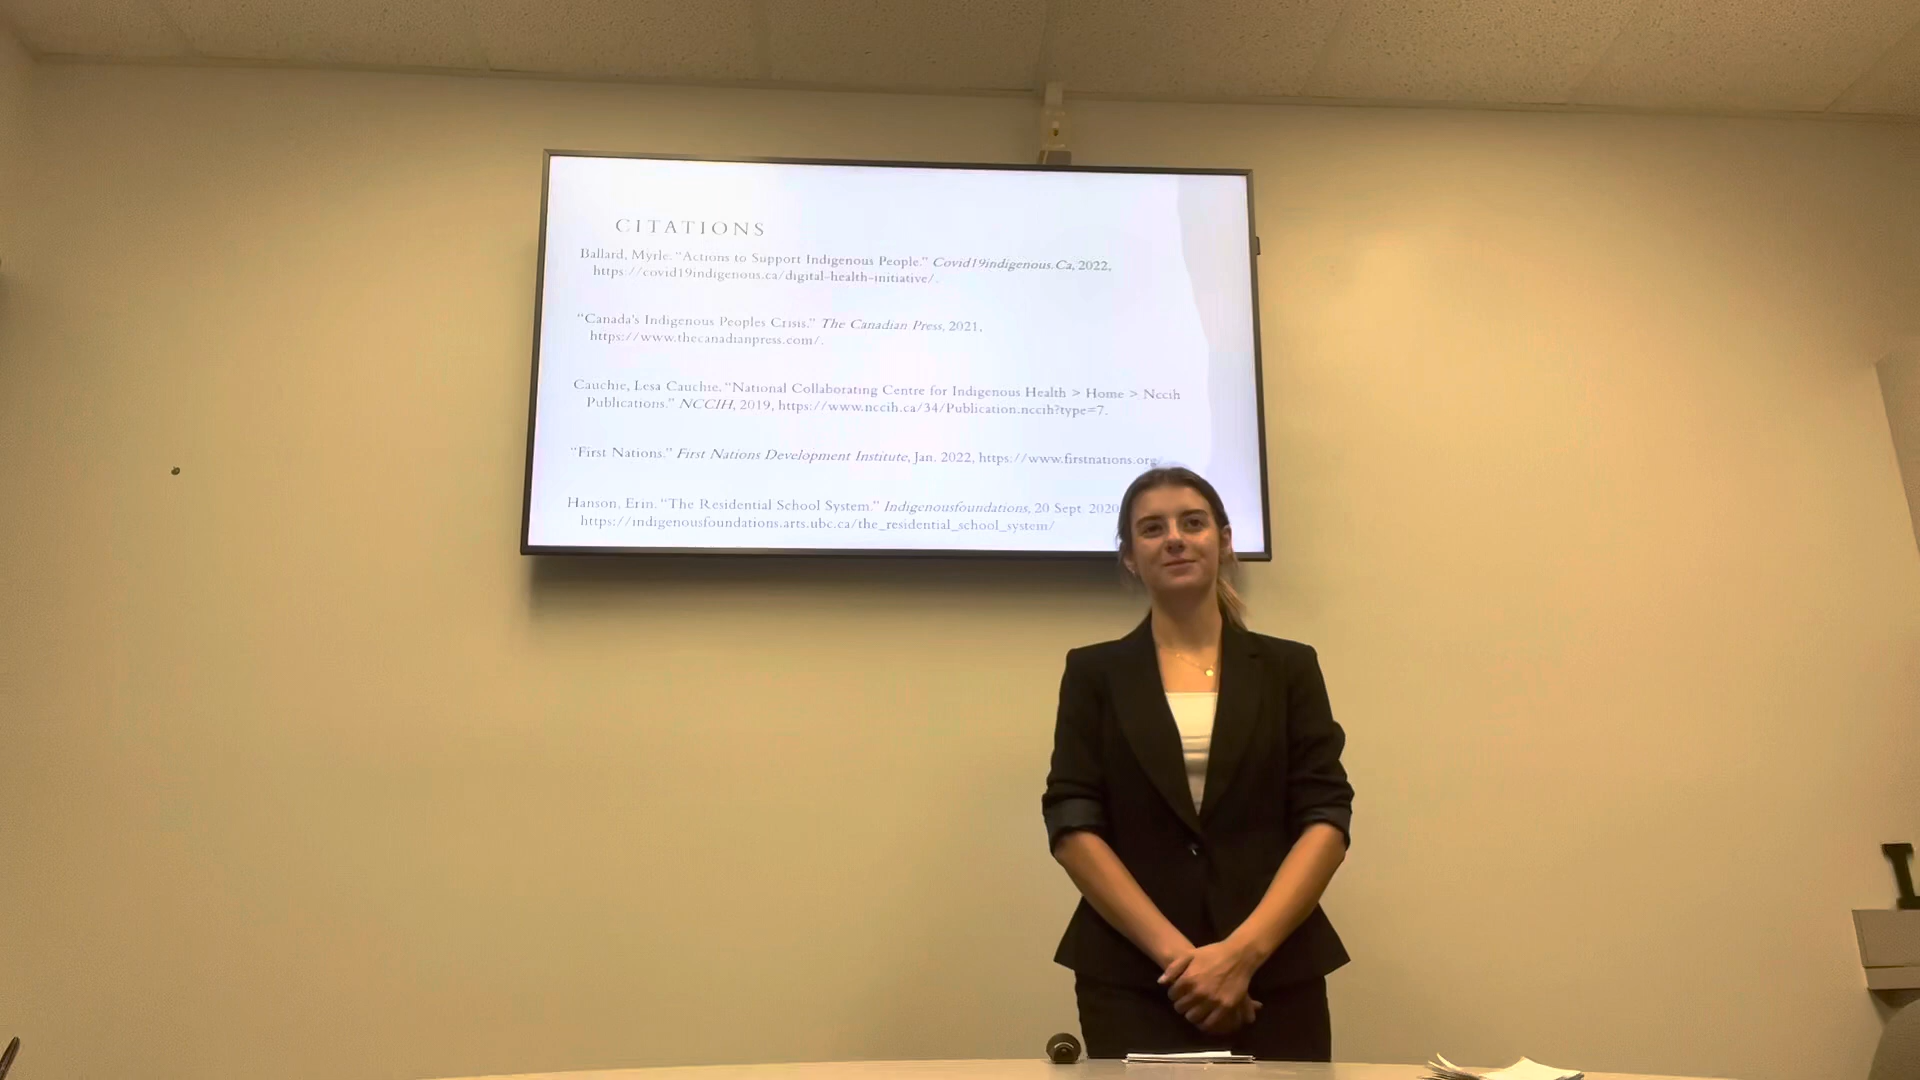 CITATIONS
Ballard, Myrle. “Actions to Support Indigenous People.” Covid19indigenous.Ca, 2022,
https://covid19indigenous.ca/digital-health-initiative/.
“Canada's Indigenous Peoples Crisis.” The Canadian Press, 2021,
https://www.thecanadianpress.com/.
Cauchie, Lesa Cauchie. “National Collaborating Centre for Indigenous Health > Home > Nccih
Publications.” NCCIH, 2019, https://www.nccih.ca/34/Publication.nccih?type=7.
“First Nations.” First Nations Development Institute, Jan. 2022, https://www.firstnations.org/
Hanson, Erin. “The Residential School System.” Indigenousfoundations, 20 Sept. 2020
https://indigenousfoundations.arts.ubc.ca/the_residential_school_system/
L